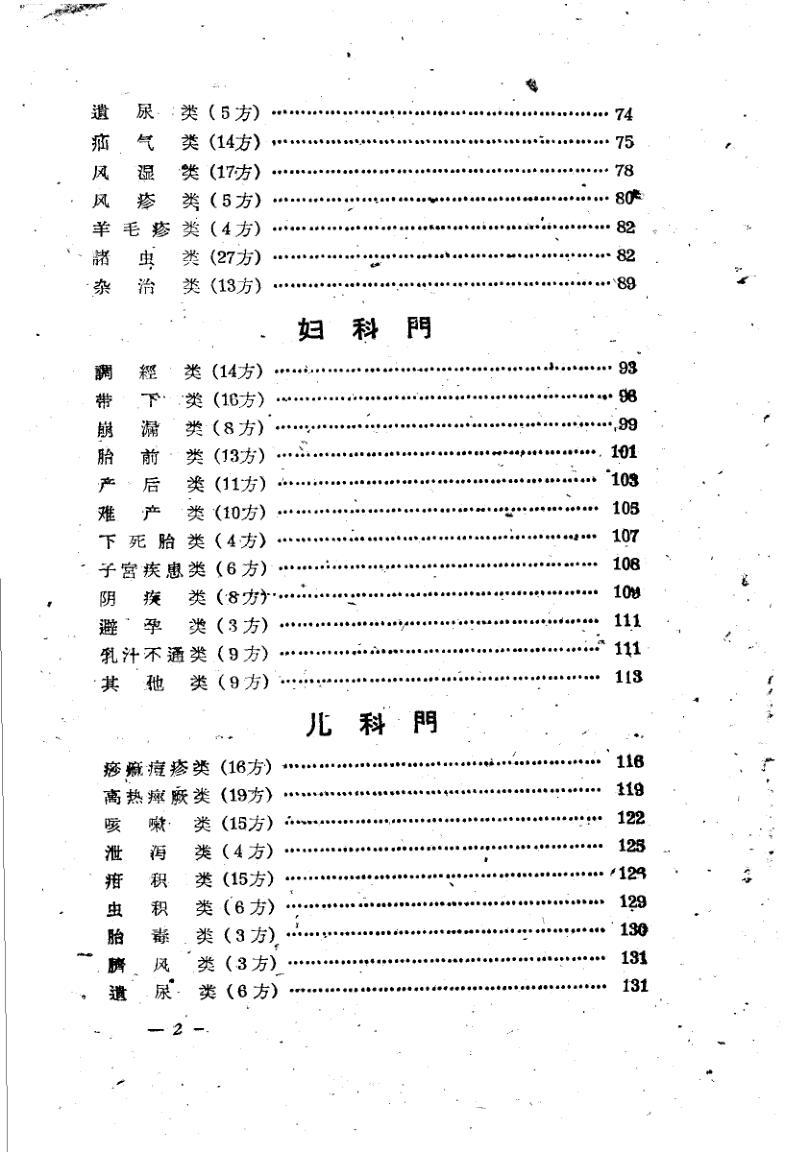 遺尿类(5方)……74
疝气类(14方)……75
风湿类(17方)……78
风疹类(5方)……80
羊毛疹类(4方)……82
諸虫类(27方)……82
杂治类(13方)……89
妇科門
調經类(14方)……93
带下类(16方)……96
崩漏类(8方)……99
胎前类(13方)……101
产后类(11方)……103
难产类(10方)……105
下死胎类(4方)……107
子宮疾患类(6方)……108
阴痿类(8方)……109
避孕类(3方)……111
乳汁不通类(9方)……111
其他类(9方)……113
儿科門
痧痲痘疹类(16方)……116
高热痙厥类(19方)……119
咳嗽类(15方)……122
泄泻类(4方)……125
疳积类(15方)……
虫积类(6方)……129
胎毒类(3方)……130
臍风类(3方)……131
遺尿类(6方)……131
— 2 —